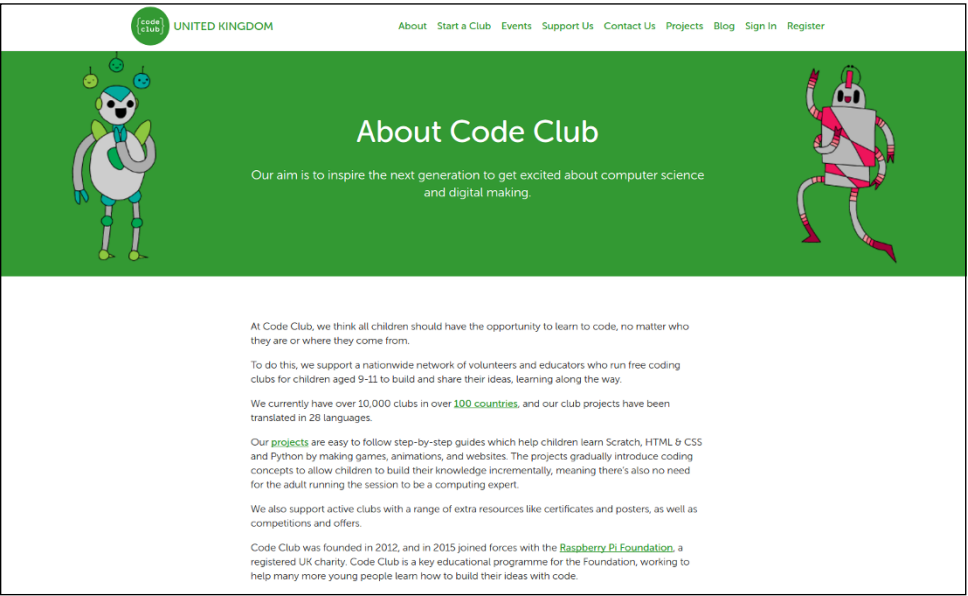 {code
club}
UNITED KINGDOM
About Start a Club Events Support Us Contact Us Projects Blog Sign In Register
About Code Club
Our aim is to inspire the next generation to get excited about computer science
and digital making.
At Code Club, we think all children should have the opportunity to learn to code, no matter who
they are or where they come from.
To do this, we support a nationwide network of volunteers and educators who run free coding
clubs for children aged 9-11 to build and share their ideas, learning along the way.
We currently have over 10,000 clubs in over 100 countries, and our club projects have been
translated in 28 languages.
Our projects are easy to follow step-by-step guides which help children learn Scratch, HTML & CSS
and Python by making games, animations, and websites. The projects gradually introduce coding
concepts to allow children to build their knowledge incrementally, meaning there's also no need
for the adult running the session to be a computing expert.
We also support active clubs with a range of extra resources like certificates and posters, as well as
competitions and offers.
Code Club was founded in 2012, and in 2015 joined forces with the Raspberry Pi Foundation, a
registered UK charity. Code Club is a key educational programme for the Foundation, working to
help many more young people learn how to build their ideas with code.